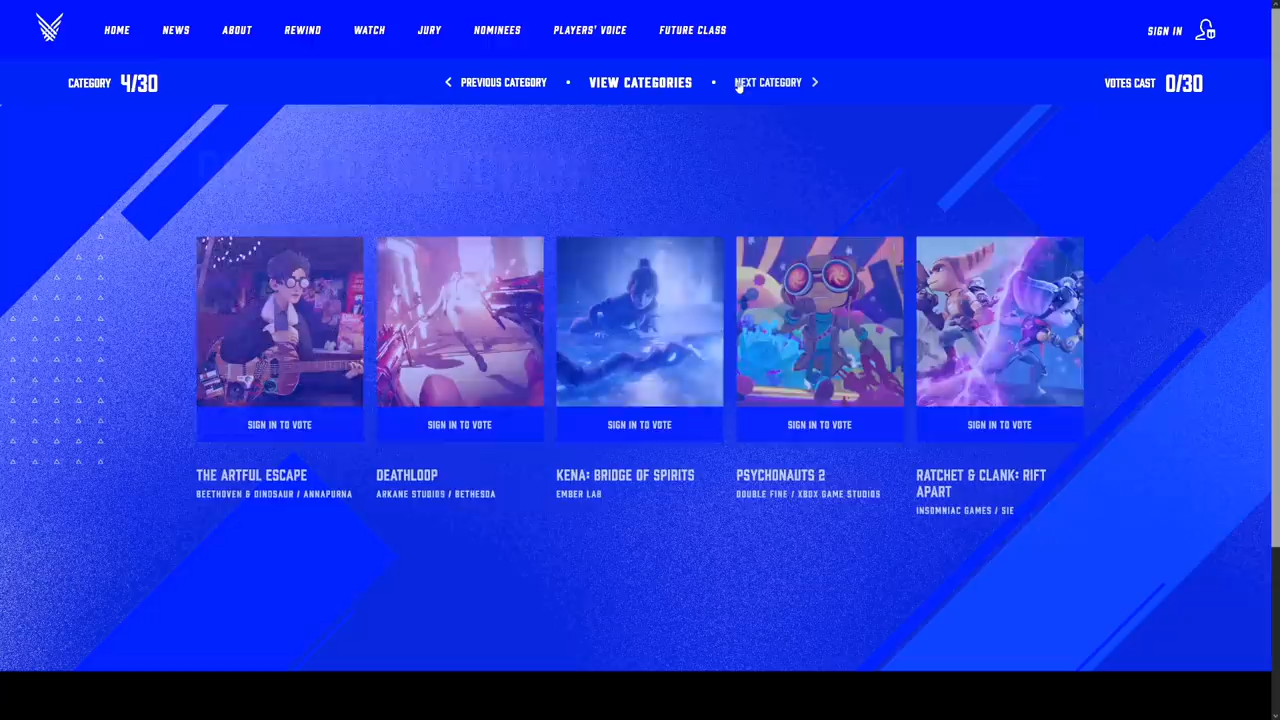 HOME NEWS ABOUT REWIND WATCH JURY NOMINEES PLAYERS' VOICE FUTURE CLASS SIGN IN
CATEGORY 4/30 PREVIOUS CATEGORY • VIEW CATEGORIES • NEXT CATEGORY VOTES CAST 0/30
SIGN IN TO VOTE SIGN IN TO VOTE SIGN IN TO VOTE SIGN IN TO VOTE SIGN IN TO VOTE
THE ARTFUL ESCAPE
BEETHOVEN & DINOSAUR / ANNAPURNA
DEATHLOOP
ARKANE STUDIOS / BETHESDA
KENA: BRIDGE OF SPIRITS
EMBER LAB
PSYCHONAUTS 2
DOUBLE FINE / XBOX GAME STUDIOS
RATCHET & CLANK: RIFT
APART
INSOMNIAC GAMES / SIE